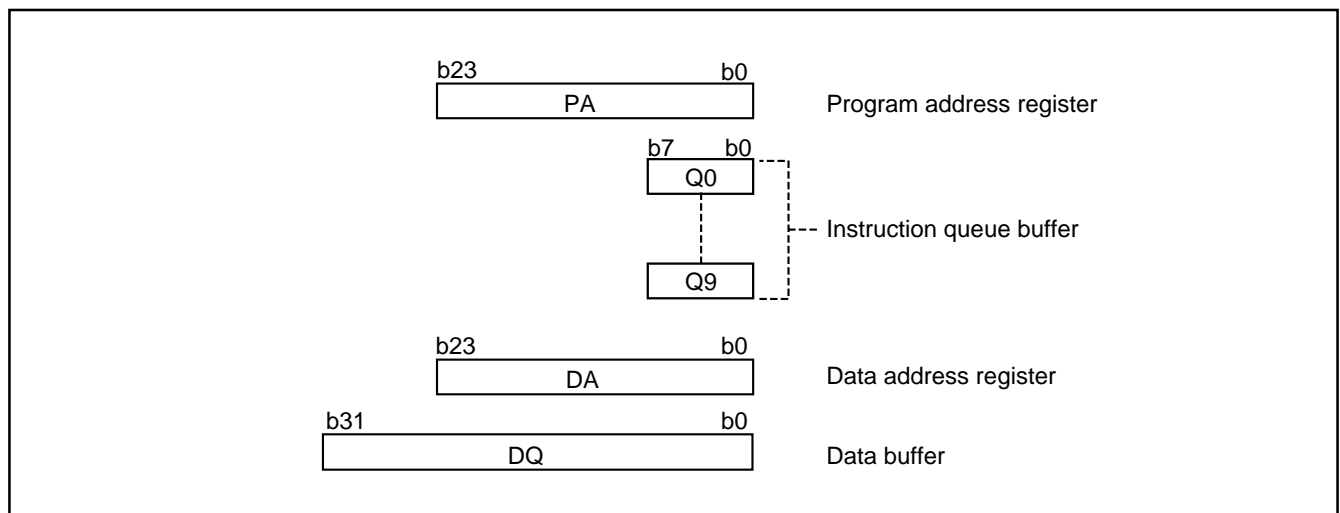 b23 b0
PA Program address register
b7 b0
Q0
Instruction queue buffer
Q9
b23 b0
DA Data address register
b31 b0
DQ Data buffer